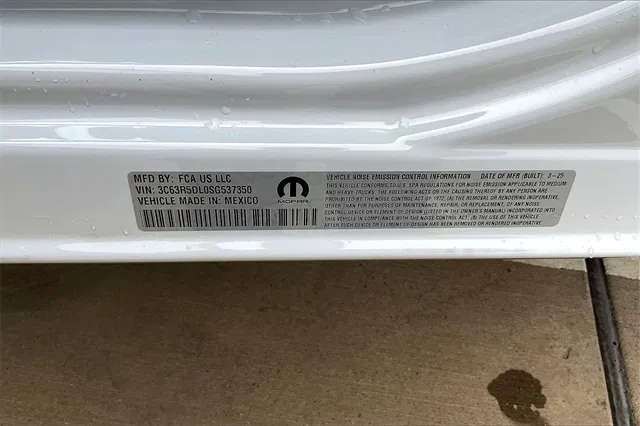 MFD BY: FCA US LLC
VIN: 3C63R5DL0SG537350
VEHICLE MADE IN: MEXICO
MOPAR
VEHICLE NOISE EMISSION CONTROL INFORMATION DATE OF MFR (BUILT): 3-25
THIS VEHICLE CONFORMS TO U.S. EPA REGULATIONS FOR NOISE EMISSION APPLICABLE TO MEDIUM
AND HEAVY TRUCKS. THE FOLLOWING ACTS OR THE CAUSING THEREOF BY ANY PERSON ARE
PROHIBITED BY THE NOISE CONTROL ACT OF 1972. (A) THE REMOVAL OR RENDERING INOPERATIVE,
OTHER THAN FOR PURPOSES OF MAINTENANCE, REPAIR, OR REPLACEMENT, OF ANY NOISE
CONTROL DEVICE OR ELEMENT OF DESIGN (LISTED IN THE OWNER'S MANUAL) INCORPORATED INTO
THIS VEHICLE IN COMPLIANCE WITH THE NOISE CONTROL ACT. (B) THE USE OF THIS VEHICLE
AFTER SUCH DEVICE OR ELEMENT OF DESIGN HAS BEEN REMOVED OR RENDERED INOPERATIVE.